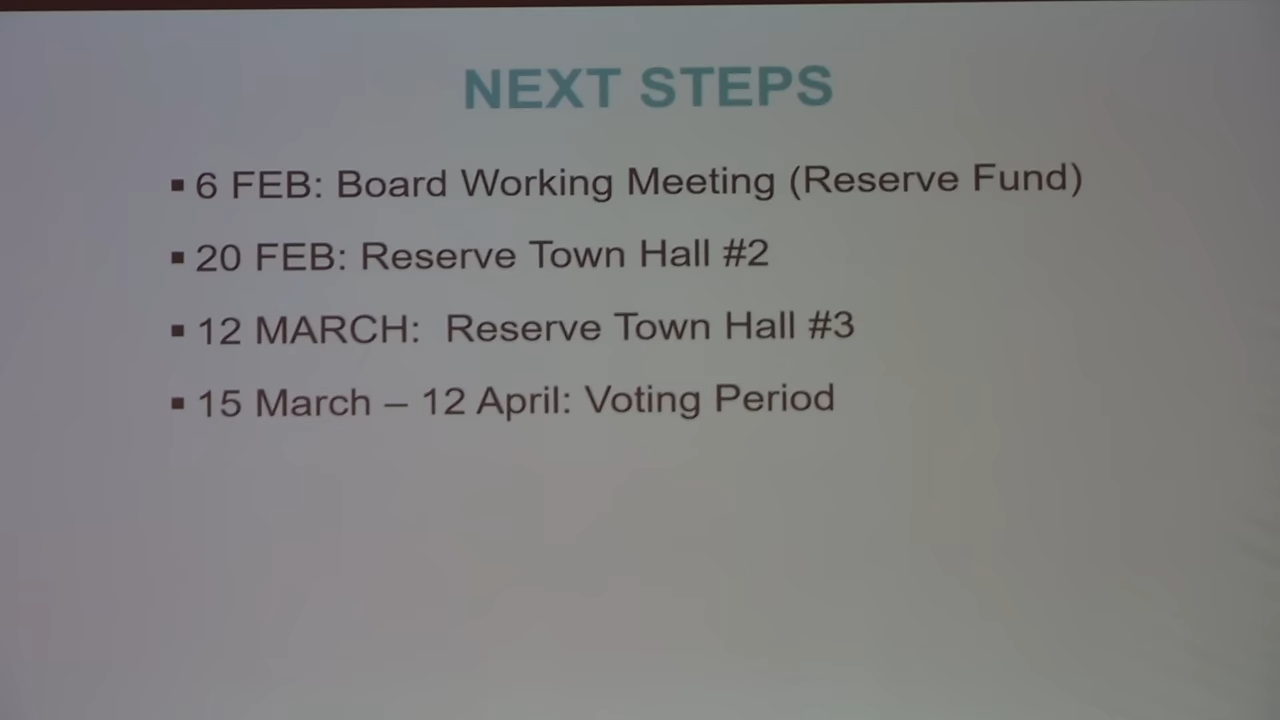 NEXT STEPS
▪ 6 FEB: Board Working Meeting (Reserve Fund)
▪ 20 FEB: Reserve Town Hall #2
▪ 12 MARCH:  Reserve Town Hall #3
▪ 15 March – 12 April: Voting Period